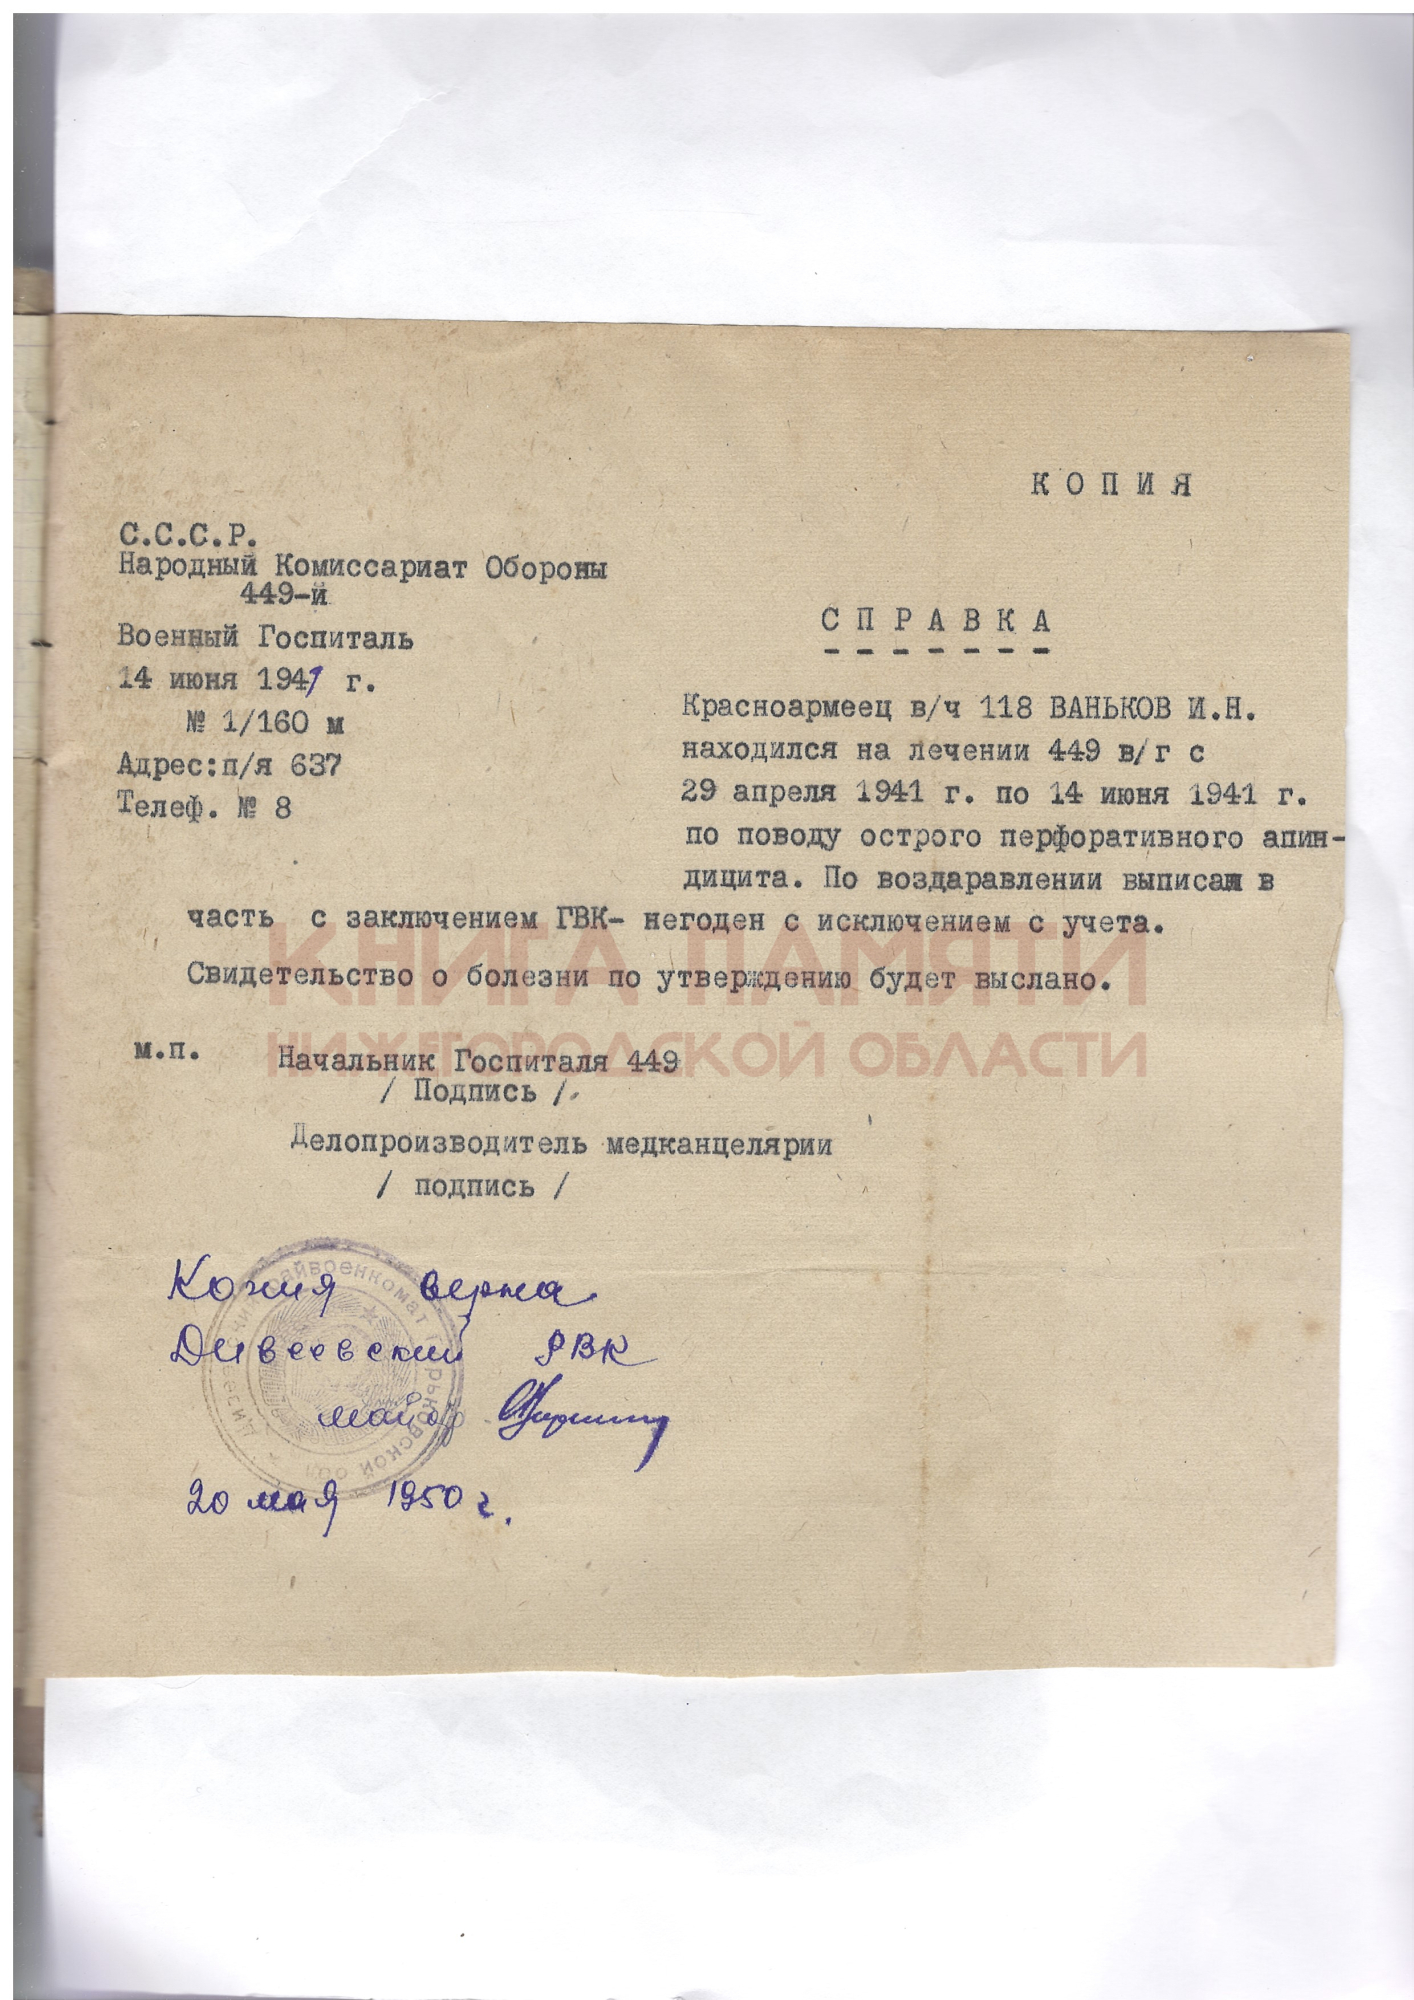 КОПИЯ
С.С.С.Р.
Народный Комиссариат Обороны
449-й
Военный Госпиталь
14 июня 1941 г.
№ 1/160 м
Адрес:п/я 637
Телеф. № 8
СПРАВКА
- - - - - - -
Красноармеец в/ч 118 ВАНЬКОВ И.Н.
находился на лечении 449 в/г с
29 апреля 1941 г. по 14 июня 1941 г.
по поводу острого перфоративного апин-
дицита. По воздаравлении выписан в
часть с заключением ГВК- негоден с исключением с учета.
Свидетельство о болезни по утверждению будет выслано.
КНИГА ПАМЯТИ
НИЖЕГОРОДСКОЙ ОБЛАСТИ
м.п.
Начальник Госпиталя 449
/ Подпись /.
Делопроизводитель медканцелярии
/ подпись /
Копия верна
Дивеевский РВК
майор
20 мая 1950 г.
райвоенкомат Горьковской